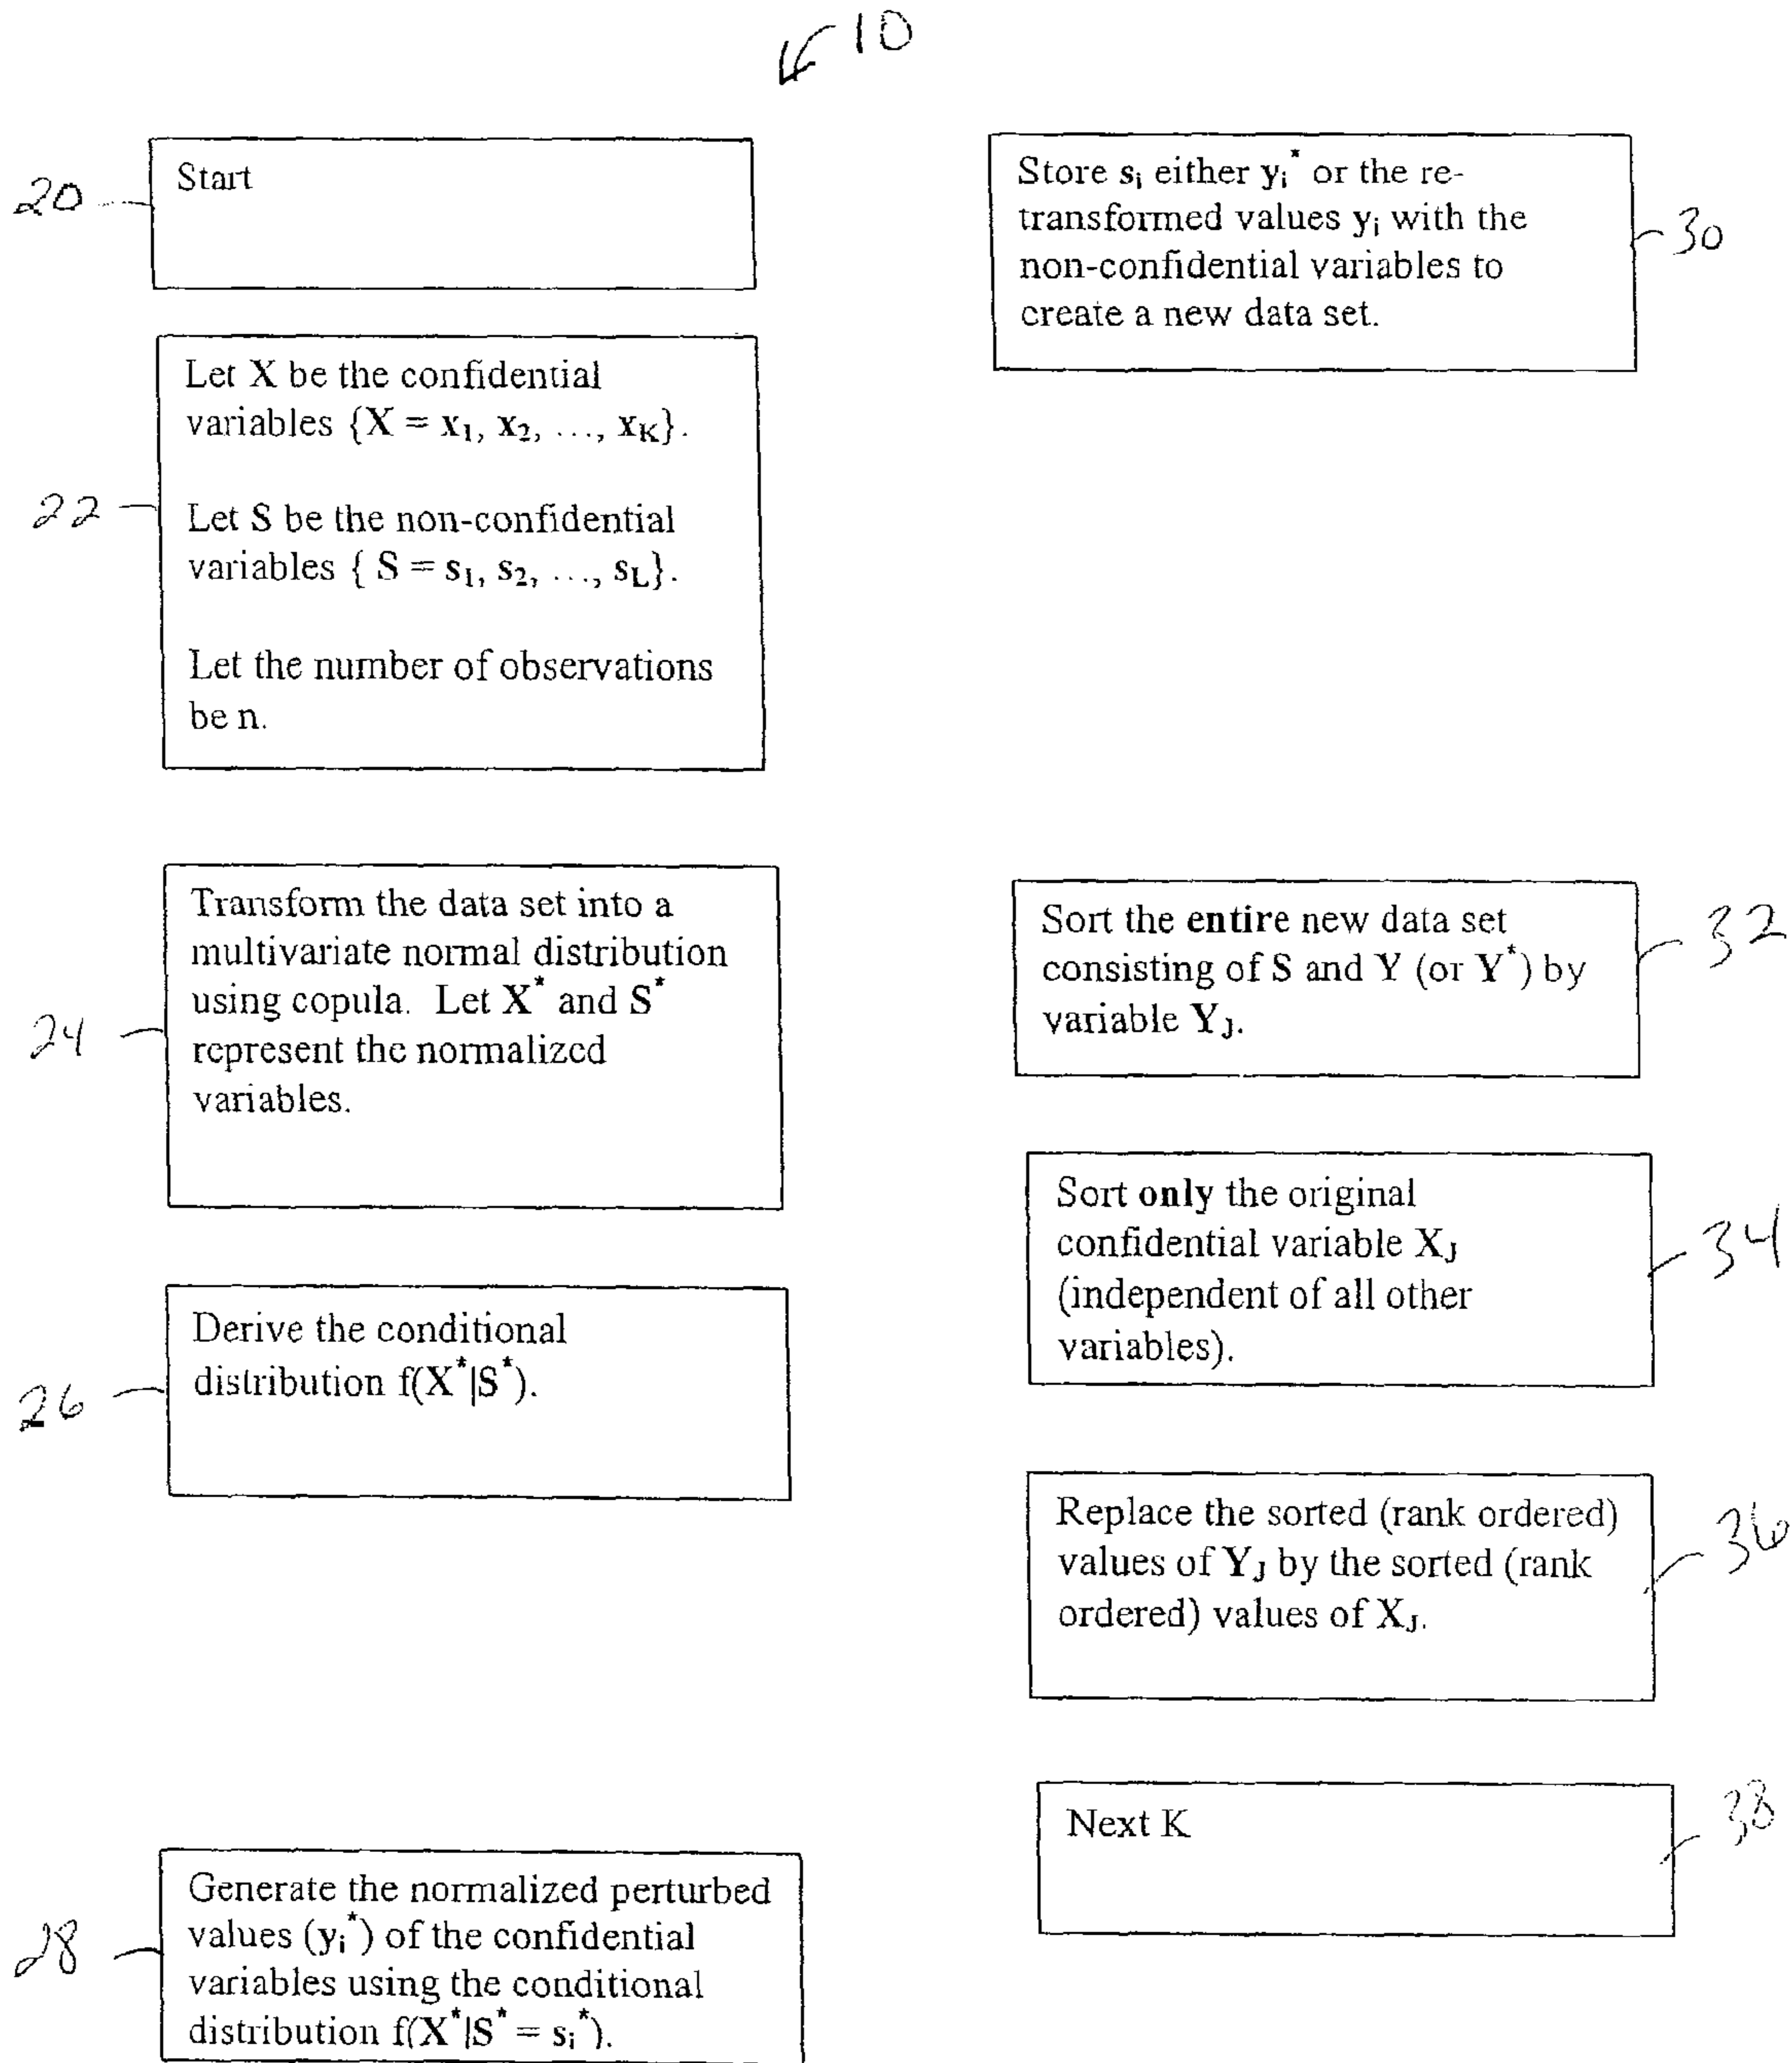 10
20
Start
22
Let X be the confidential
variables {X = x₁, x₂, …, x_K}.
Let S be the non-confidential
variables { S = s₁, s₂, …, s_L}.
Let the number of observations
be n.
24
Transform the data set into a
multivariate normal distribution
using copula. Let X* and S*
represent the normalized
variables.
26
Derive the conditional
distribution f(X*|S*).
28
Generate the normalized perturbed
values (yᵢ*) of the confidential
variables using the conditional
distribution f(X*|S* = sᵢ*).
Store sᵢ either yᵢ* or the re-
transformed values yᵢ with the
non-confidential variables to
create a new data set.
30
Sort the entire new data set
consisting of S and Y (or Y*) by
variable Y_J.
32
Sort only the original
confidential variable X_J
(independent of all other
variables).
34
Replace the sorted (rank ordered)
values of Y_J by the sorted (rank
ordered) values of X_J.
36
Next K
38